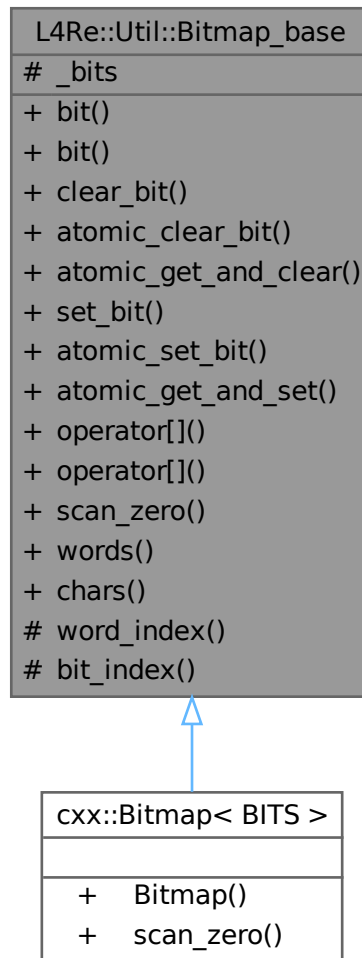 L4Re::Util::Bitmap_base
# _bits
+ bit()
+ bit()
+ clear_bit()
+ atomic_clear_bit()
+ atomic_get_and_clear()
+ set_bit()
+ atomic_set_bit()
+ atomic_get_and_set()
+ operator[]()
+ operator[]()
+ scan_zero()
+ words()
+ chars()
# word_index()
# bit_index()
cxx::Bitmap< BITS >
+ Bitmap()
+ scan_zero()